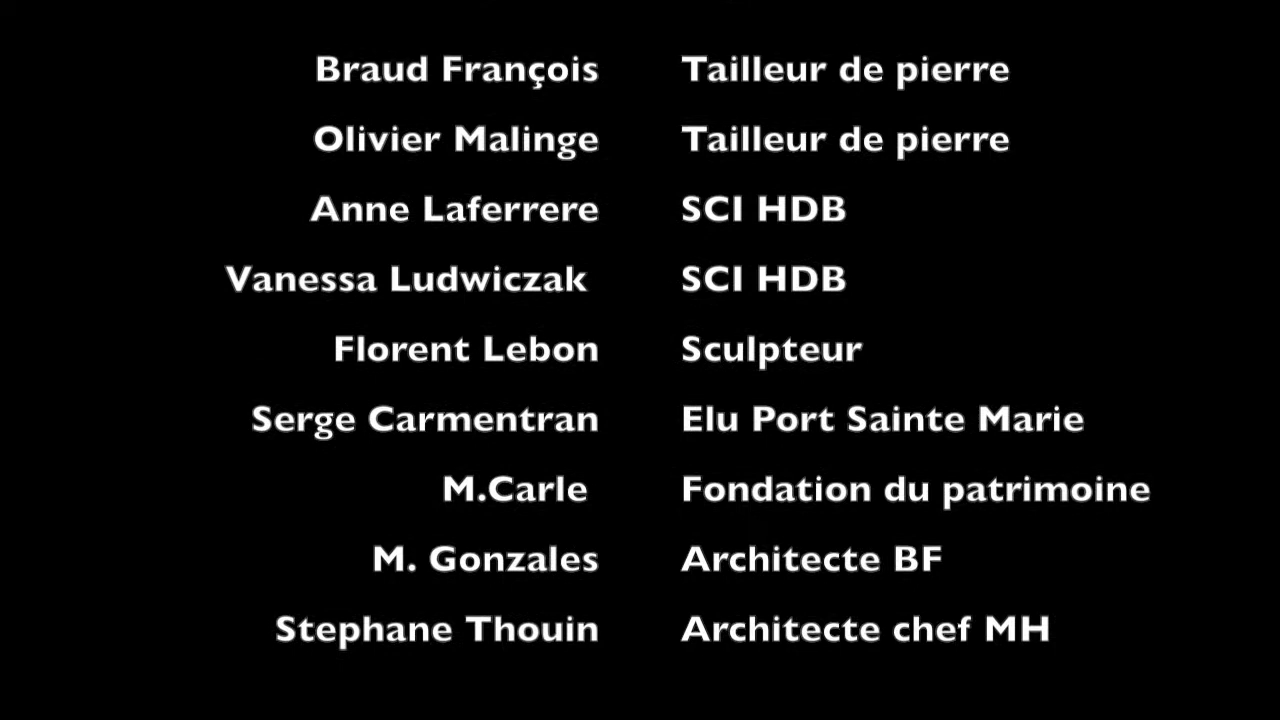 Braud François Tailleur de pierre
Olivier Malinge Tailleur de pierre
Anne Laferrere SCI HDB
Vanessa Ludwiczak SCI HDB
Florent Lebon Sculpteur
Serge Carmentran Elu Port Sainte Marie
M.Carle Fondation du patrimoine
M. Gonzales Architecte BF
Stephane Thouin Architecte chef MH